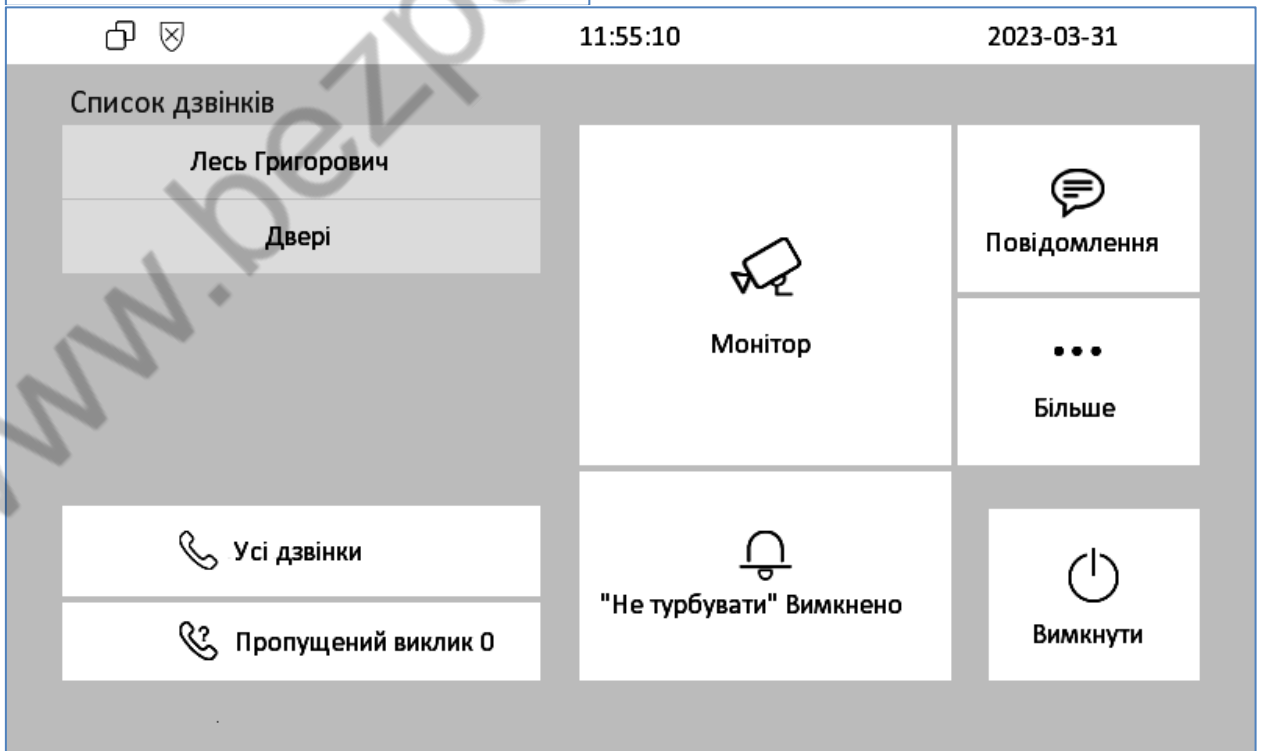 11:55:10 2023-03-31
Список дзвінків
Лесь Григорович
Двері
Монітор
Повідомлення
Більше
Усі дзвінки
Пропущений виклик 0
"Не турбувати" Вимкнено
Вимкнути
www.bezp